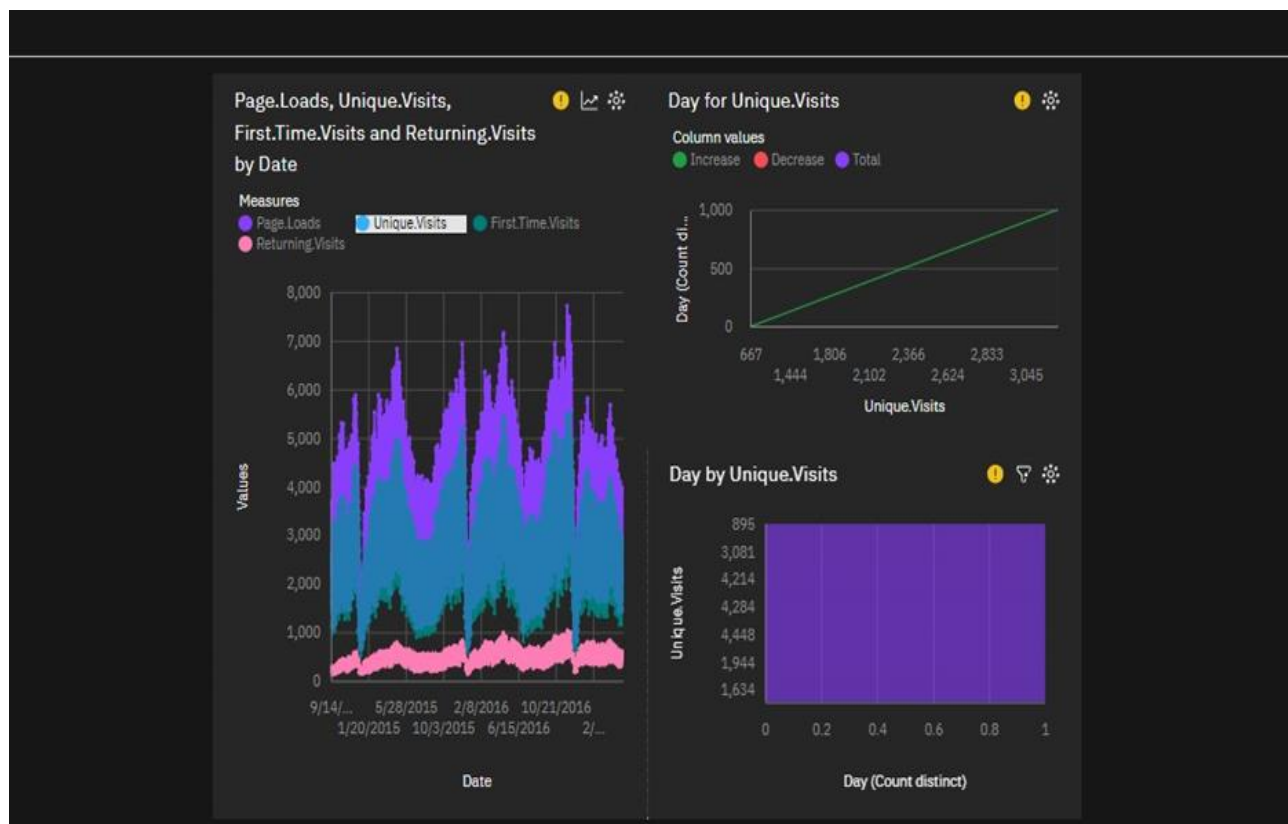 Page.Loads, Unique.Visits,
First.Time.Visits and Returning.Visits
by Date
Measures
Page.Loads Unique.Visits First.Time.Visits
Returning.Visits
8,000
7,000
6,000
5,000
4,000
3,000
2,000
1,000
0
Values
9/14/... 5/28/2015 2/8/2016 10/21/2016
1/20/2015 10/3/2015 6/15/2016 2/...
Date
Day for Unique.Visits
Column values
Increase Decrease Total
1,000
500
0
Day (Count di...
667 1,806 2,366 2,833
1,444 2,102 2,624 3,045
Unique.Visits
Day by Unique.Visits
895
3,081
4,214
4,284
4,448
1,944
1,634
Unique.Visits
0 0.2 0.4 0.6 0.8 1
Day (Count distinct)